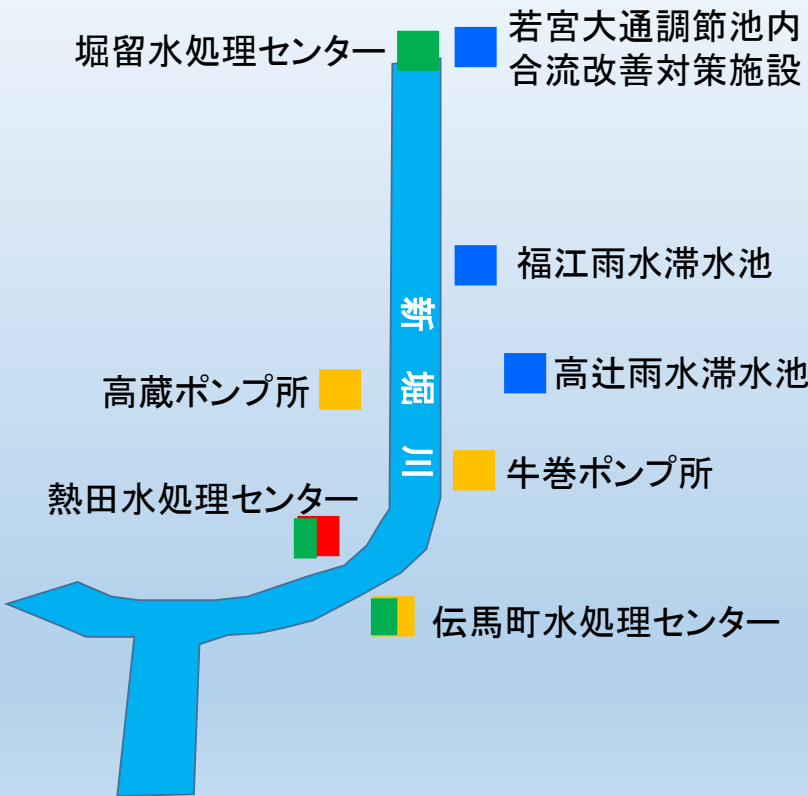 堀留水処理センター
若宮大通調節池内
合流改善対策施設
福江雨水滞水池
新堀川
高蔵ポンプ所
高辻雨水滞水池
牛巻ポンプ所
熱田水処理センター
伝馬町水処理センター